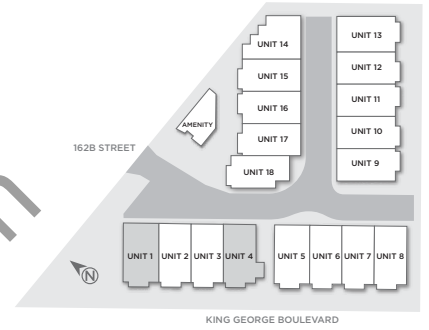 UNIT 13
UNIT 14
UNIT 12
UNIT 15
UNIT 11
UNIT 16
AMENITY
UNIT 10
UNIT 17
162B STREET
UNIT 9
UNIT 18
UNIT 1 UNIT 2 UNIT 3 UNIT 4 UNIT 5 UNIT 6 UNIT 7 UNIT 8
N
KING GEORGE BOULEVARD